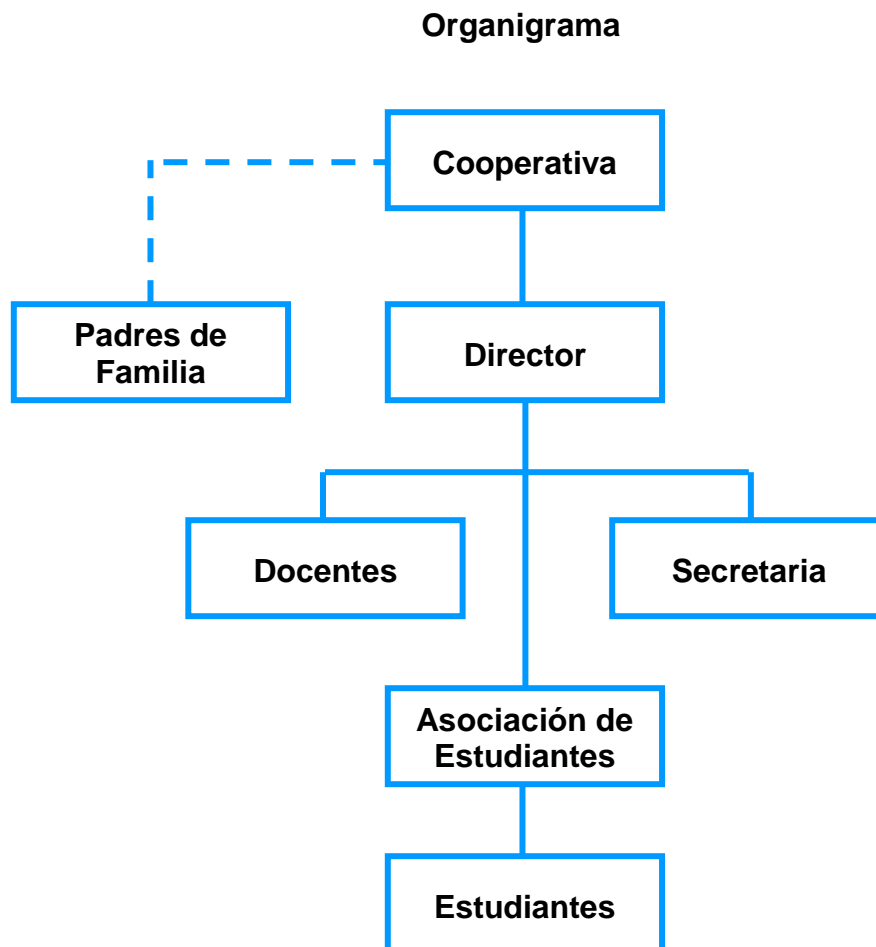 Organigrama
Cooperativa
Padres de
Familia
Director
Docentes
Secretaria
Asociación de
Estudiantes
Estudiantes